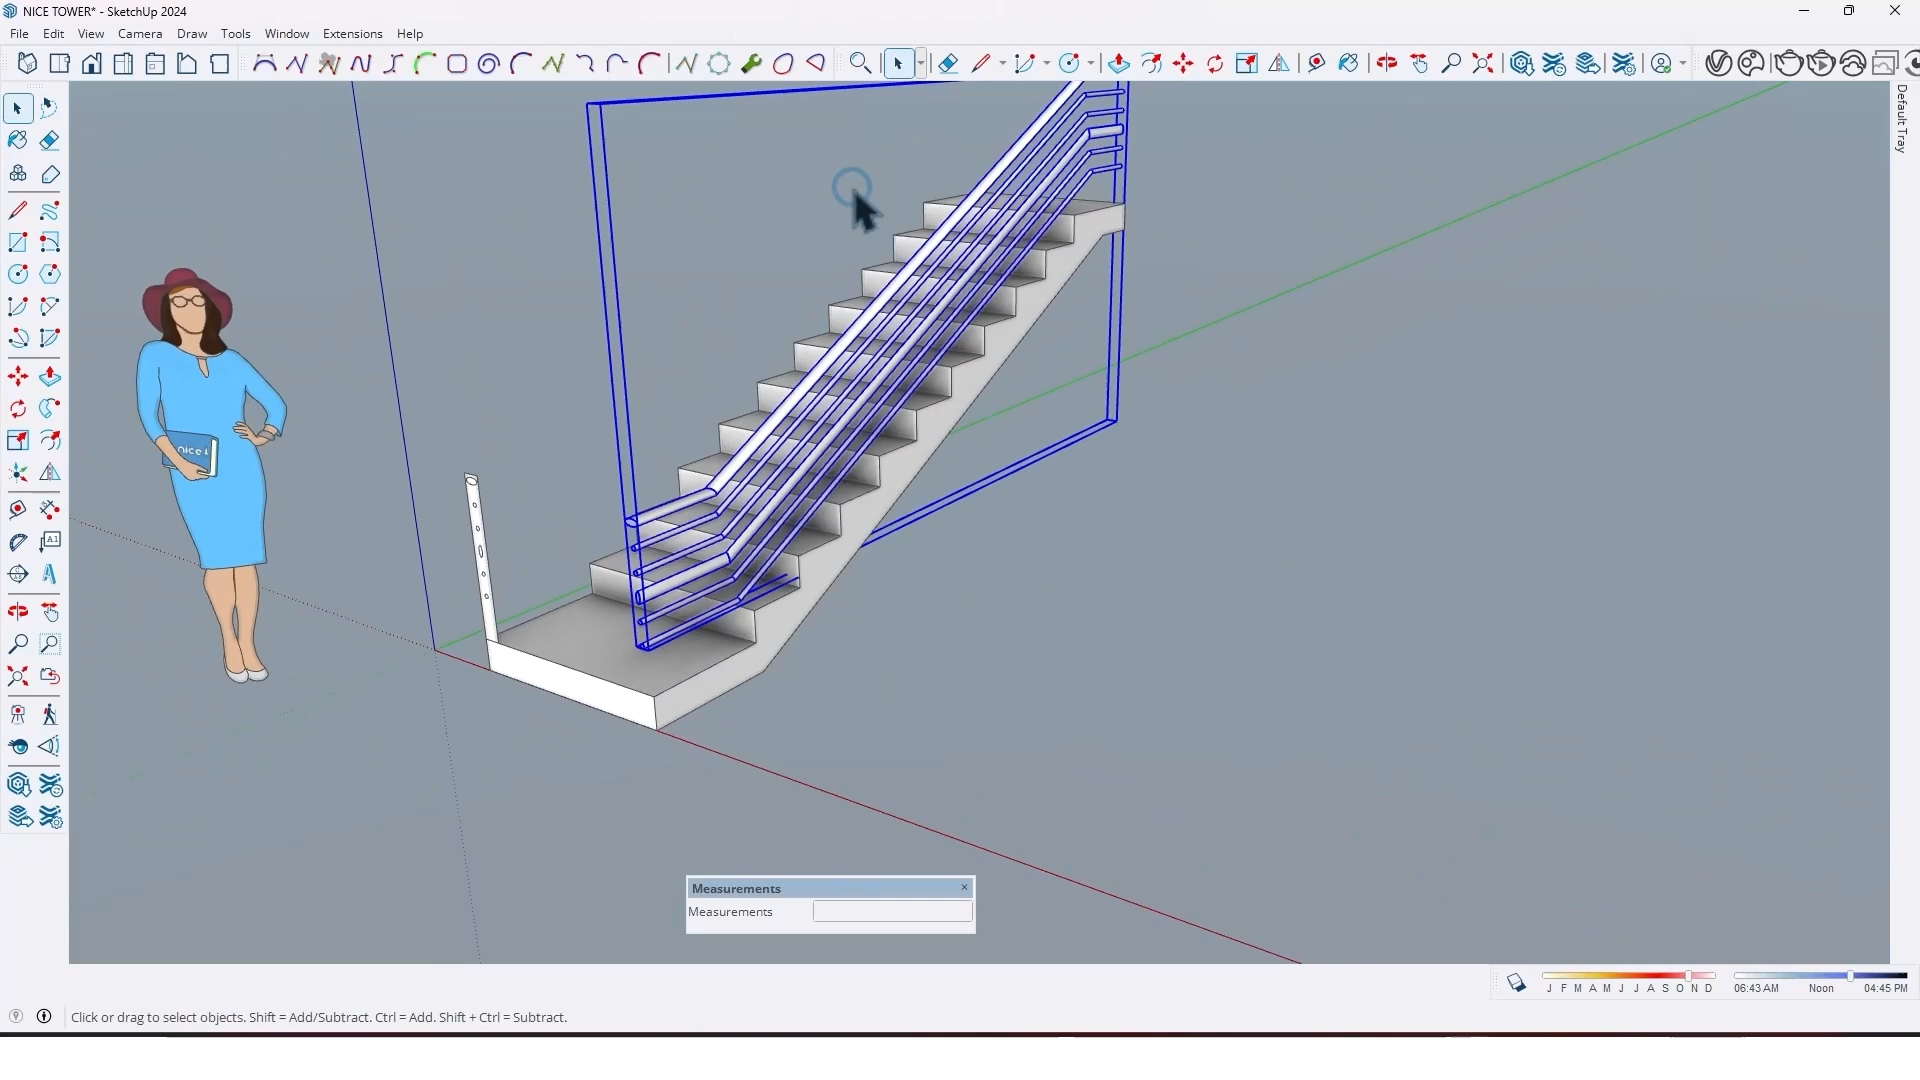 NICE TOWER* - SketchUp 2024
File Edit View Camera Draw Tools Window Extensions Help
Default Tray
nice
A1
Measurements
Measurements
J F M A M J J A S O N D
06:43 AM Noon 04:45 PM
Click or drag to select objects. Shift = Add/Subtract. Ctrl = Add. Shift + Ctrl = Subtract.